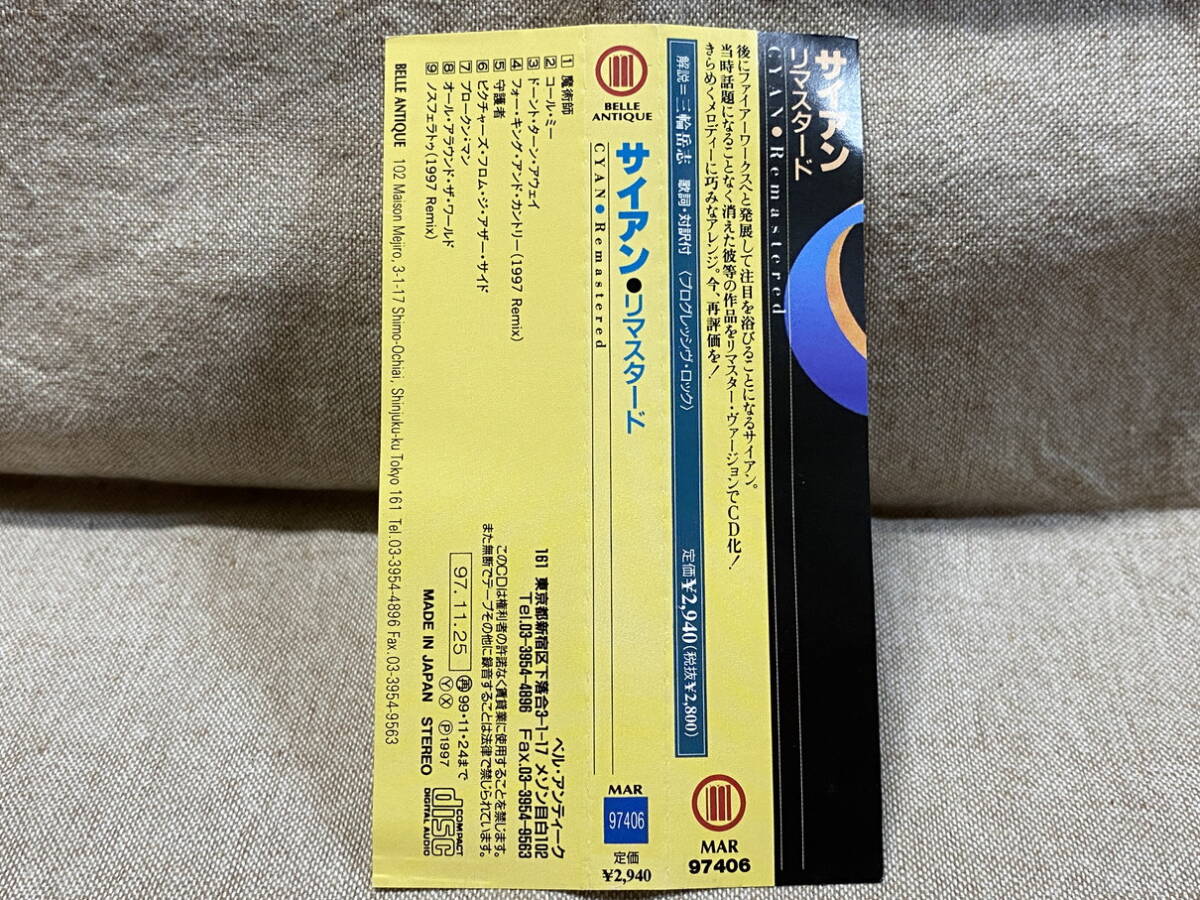 サイアン
リマスタード
CYAN●Remastered
後にファイアーワークスへと発展して注目を浴びることになるサイアン。
当時話題になることなく消えた彼等の作品をリマスター・ヴァージョンでCD化！
きらめくメロディーに巧みなアレンジ。今、再評価を！
解説＝三輪岳志 歌詞・対訳付 〈プログレッシヴ・ロック〉 定価¥2,940（税抜¥2,800）
MAR
97406
BELLE
ANTIQUE
サイアン●リマスタード
CYAN●Remastered
MAR
97406
定価
¥2,940
1 魔術師
2 コール・ミー
3 ドーント・ターン・アウェイ
4 フォー・キング・アンド・カントリー(1997 Remix)
5 守護者
6 ピクチャーズ・フロム・ジ・アザー・サイド
7 ブロークン・マン
8 オール・アラウンド・ザ・ワールド
9 ノスフェラトゥ(1997 Remix)
ベル・アンティーク
161 東京都新宿区下落合3-1-17 メゾン目白102
Tel.03-3954-4896 Fax.03-3954-9563
このCDは権利者の許諾なく賃貸業に使用することを禁じます。
また無断でテープその他に録音することは法律で禁じられています。
97.11.25 再99・11・24まで
YX Ⓟ1997
MADE IN JAPAN STEREO
COMPACT
disc
DIGITAL AUDIO
BELLE ANTIQUE 102 Maison Mejiro, 3-1-17 Shimo-Ochiai, Shinjuku-ku Tokyo 161 Tel.03-3954-4896 Fax.03-3954-9563